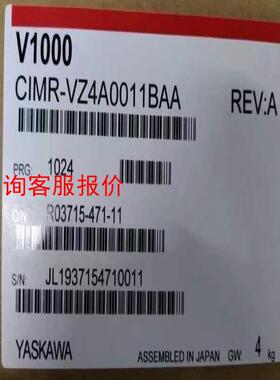 V1000
CIMR-VZ4A0011BAA REV:A
PRG: 1024
询客服报价
O/N: R03715-471-11
S/N: JL1937154710011
YASKAWA ASSEMBLED IN JAPAN GW: 4 kg